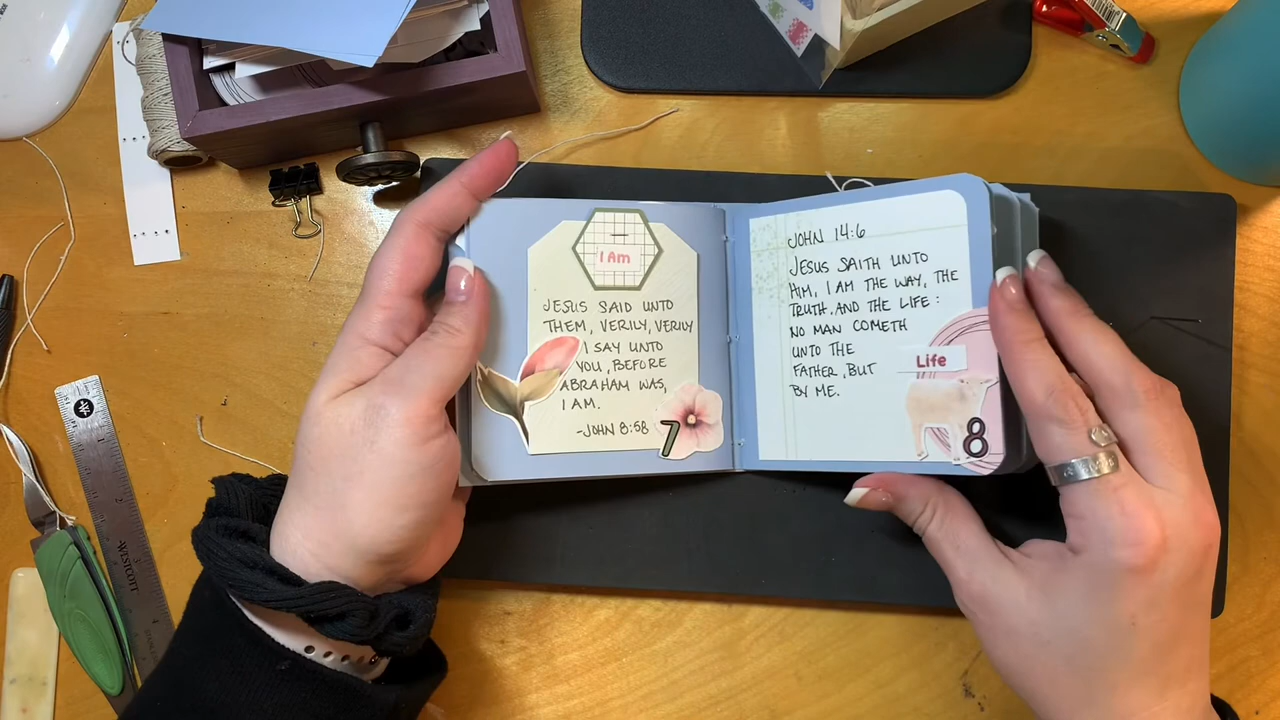 I Am
JESUS SAID UNTO
THEM, VERILY, VERILY
I SAY UNTO
YOU, BEFORE
ABRAHAM WAS,
I AM.
-JOHN 8:58
7
JOHN 14:6
JESUS SAITH UNTO
HIM, I AM THE WAY, THE
TRUTH. AND THE LIFE:
NO MAN COMETH
UNTO THE
FATHER, BUT
BY ME.
Life
8
WESTCOTT